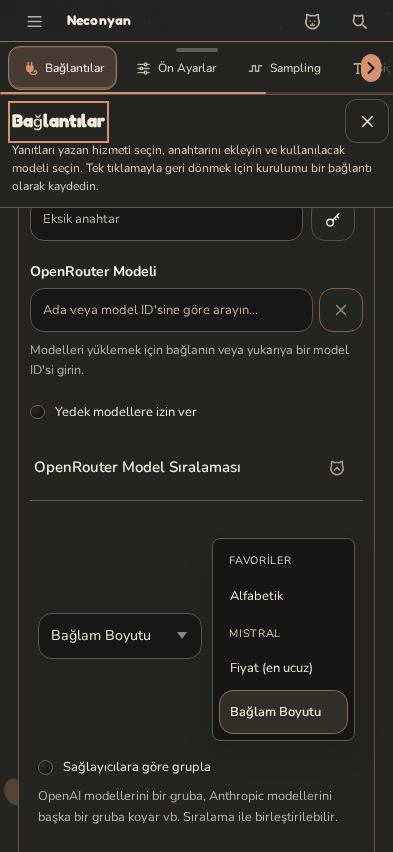 Neconyan
Bağlantılar
Ön Ayarlar
Sampling
Bağlantılar
Yanıtları yazan hizmeti seçin, anahtarını ekleyin ve kullanılacak
modeli seçin. Tek tıklamayla geri dönmek için kurulumu bir bağlantı
olarak kaydedin.
Eksik anahtar
OpenRouter Modeli
Ada veya model ID'sine göre arayın...
Modelleri yüklemek için bağlanın veya yukarıya bir model
ID'si girin.
Yedek modellere izin ver
OpenRouter Model Sıralaması
FAVORİLER
Alfabetik
MISTRAL
Fiyat (en ucuz)
Bağlam Boyutu
Bağlam Boyutu
Sağlayıcılara göre grupla
OpenAI modellerini bir gruba, Anthropic modellerini
başka bir gruba koyar vb. Sıralama ile birleştirilebilir.